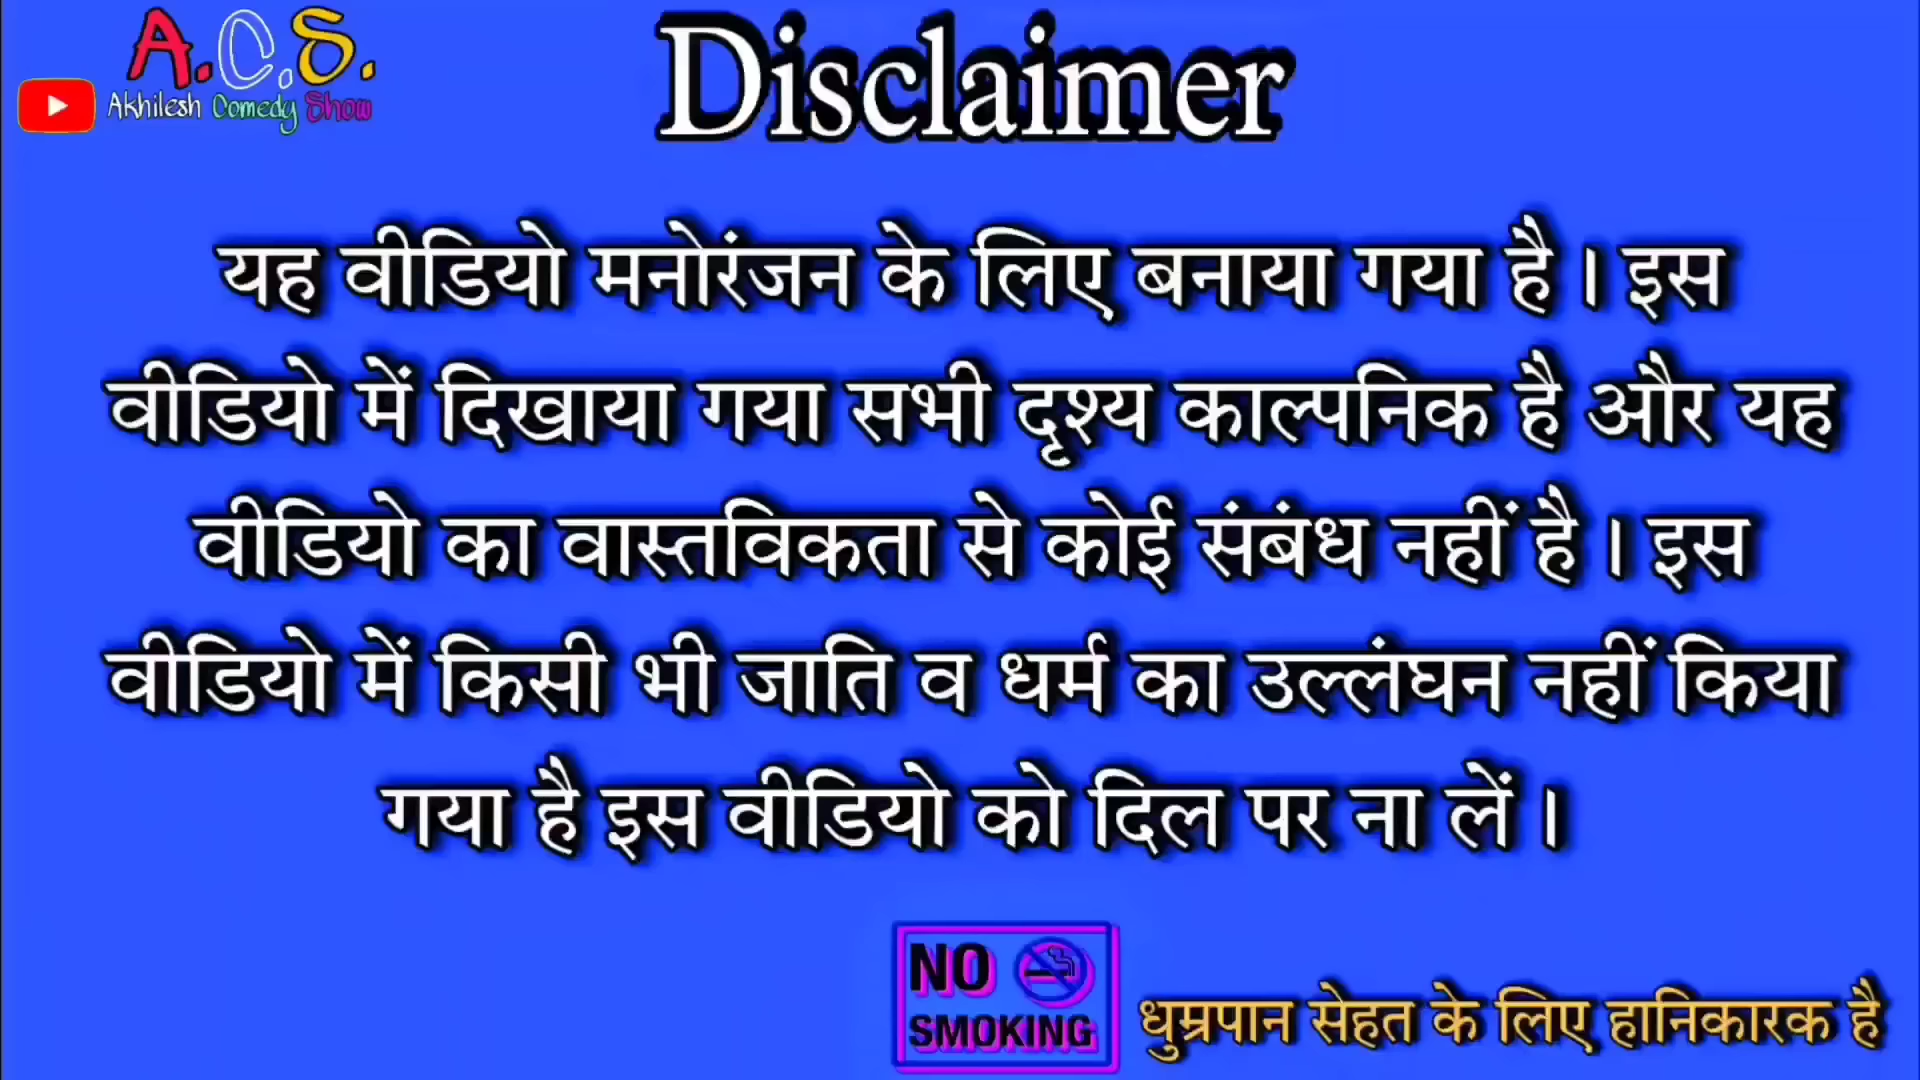 A.C.S.
Akhilesh Comedy Show
Disclaimer
यह वीडियो मनोरंजन के लिए बनाया गया है। इस
वीडियो में दिखाया गया सभी दृश्य काल्पनिक है और यह
वीडियो का वास्तविकता से कोई संबंध नहीं है। इस
वीडियो में किसी भी जाति व धर्म का उल्लंघन नहीं किया
गया है इस वीडियो को दिल पर ना लें।
NO
SMOKING
धुम्रपान सेहत के लिए हानिकारक है